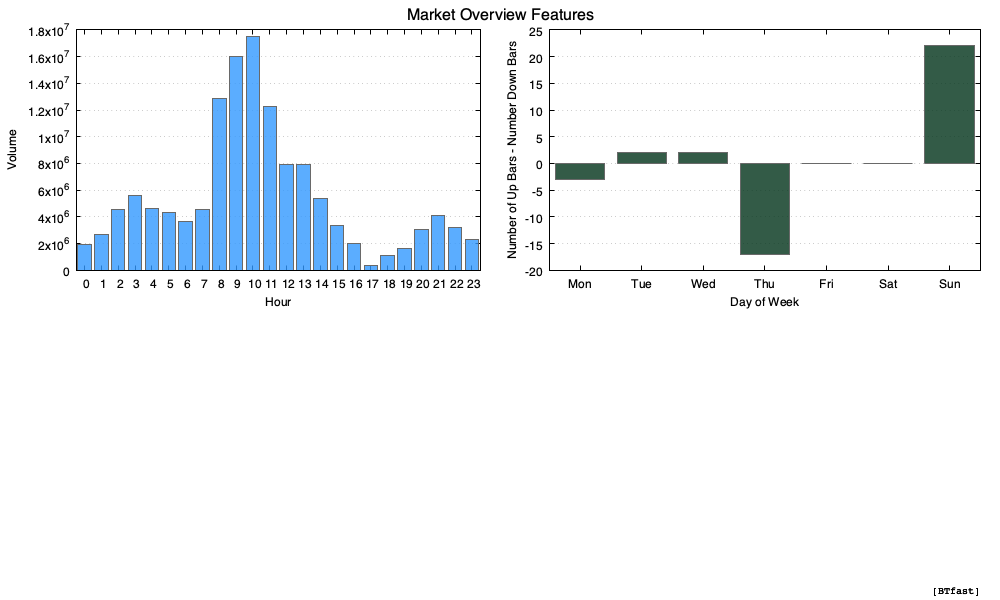 Market Overview Features
1.8x10^7
1.6x10^7
1.4x10^7
1.2x10^7
1x10^7
8x10^6
6x10^6
4x10^6
2x10^6
0
Volume
0 1 2 3 4 5 6 7 8 9 10 11 12 13 14 15 16 17 18 19 20 21 22 23
Hour
25
20
15
10
5
0
-5
-10
-15
-20
Number of Up Bars - Number Down Bars
Mon Tue Wed Thu Fri Sat Sun
Day of Week
[BTfast]